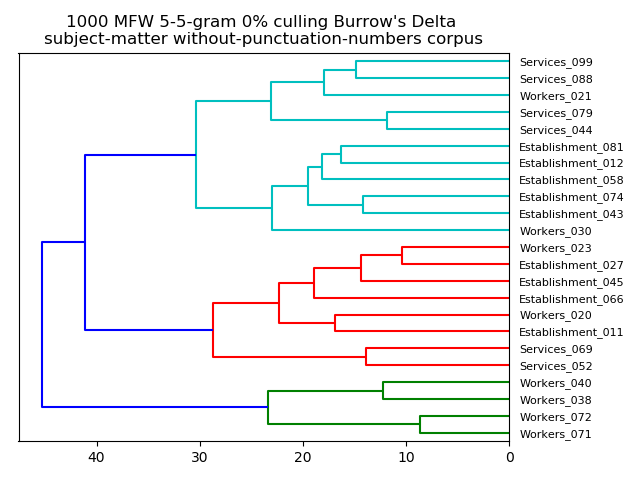 1000 MFW 5-5-gram 0% culling Burrow's Delta
subject-matter without-punctuation-numbers corpus
Services_099
Services_088
Workers_021
Services_079
Services_044
Establishment_081
Establishment_012
Establishment_058
Establishment_074
Establishment_043
Workers_030
Workers_023
Establishment_027
Establishment_045
Establishment_066
Workers_020
Establishment_011
Services_069
Services_052
Workers_040
Workers_038
Workers_072
Workers_071
40 30 20 10 0